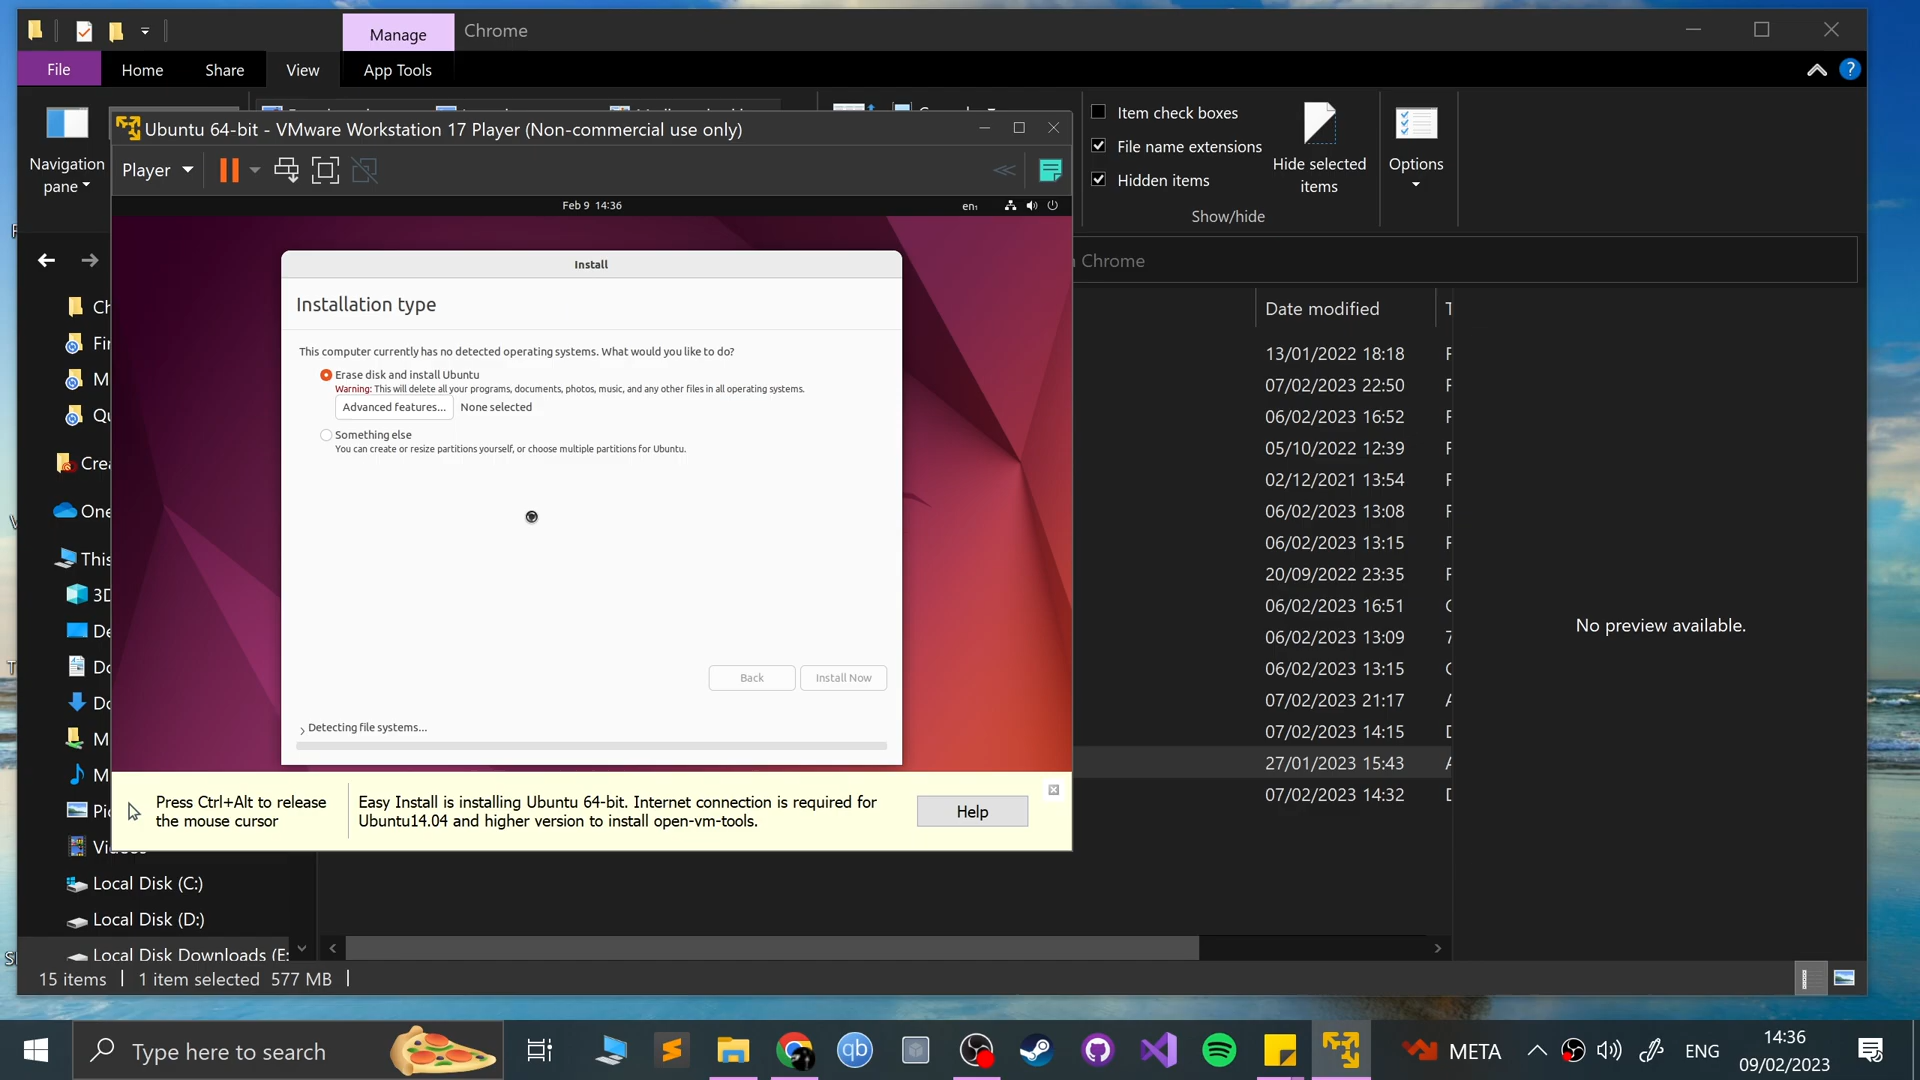 Manage
Chrome
File
Home
Share
View
App Tools
Navigation
pane
Item check boxes
File name extensions
Hidden items
Hide selected
items
Options
Show/hide
Ubuntu 64-bit - VMware Workstation 17 Player (Non-commercial use only)
Player
Feb 9 14:36
en₁
Install
Installation type
This computer currently has no detected operating systems. What would you like to do?
Erase disk and install Ubuntu
Warning: This will delete all your programs, documents, photos, music, and any other files in all operating systems.
Advanced features...
None selected
Something else
You can create or resize partitions yourself, or choose multiple partitions for Ubuntu.
Back
Install Now
Detecting file systems...
Press Ctrl+Alt to release
the mouse cursor
Easy Install is installing Ubuntu 64-bit. Internet connection is required for
Ubuntu14.04 and higher version to install open-vm-tools.
Help
Chrome
Date modified
13/01/2022 18:18
07/02/2023 22:50
06/02/2023 16:52
05/10/2022 12:39
02/12/2021 13:54
06/02/2023 13:08
06/02/2023 13:15
20/09/2022 23:35
06/02/2023 16:51
06/02/2023 13:09
06/02/2023 13:15
07/02/2023 21:17
07/02/2023 14:15
27/01/2023 15:43
07/02/2023 14:32
No preview available.
This
3D
Local Disk (C:)
Local Disk (D:)
Local Disk Downloads (E:
15 items
1 item selected 577 MB
Type here to search
qb
META
ENG
14:36
09/02/2023